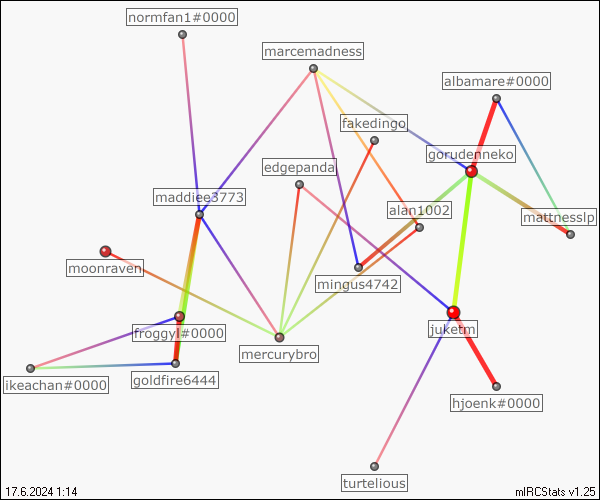 normfan1#0000
marcemadness
albamare#0000
fakedingo
gorudenneko
edgepanda
maddiee3773
alan1002
mattnesslp
moonraven
mingus4742
froggyl#0000
juketm
mercurybro
ikeachan#0000
goldfire6444
hjoenk#0000
turtelious
17.6.2024 1:14
mIRCStats v1.25